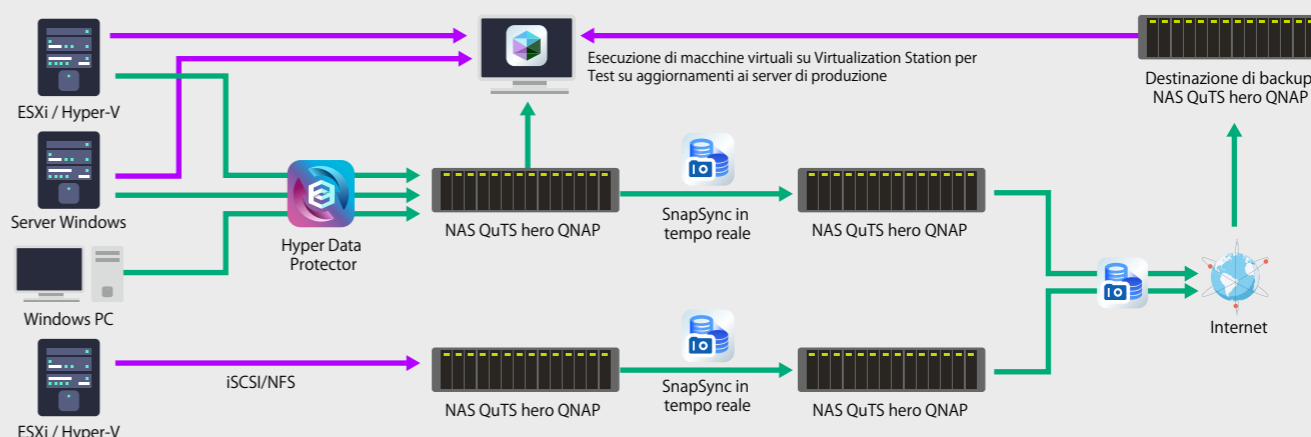 Esecuzione di macchine virtuali su Virtualization Station per
Test su aggiornamenti ai server di produzione
Destinazione di backup
NAS QuTS hero QNAP
ESXi / Hyper-V
Server Windows
Hyper Data
Protector
NAS QuTS hero QNAP
SnapSync in
tempo reale
NAS QuTS hero QNAP
Windows PC
Internet
iSCSI/NFS
NAS QuTS hero QNAP
SnapSync in
tempo reale
NAS QuTS hero QNAP
ESXi / Hyper-V